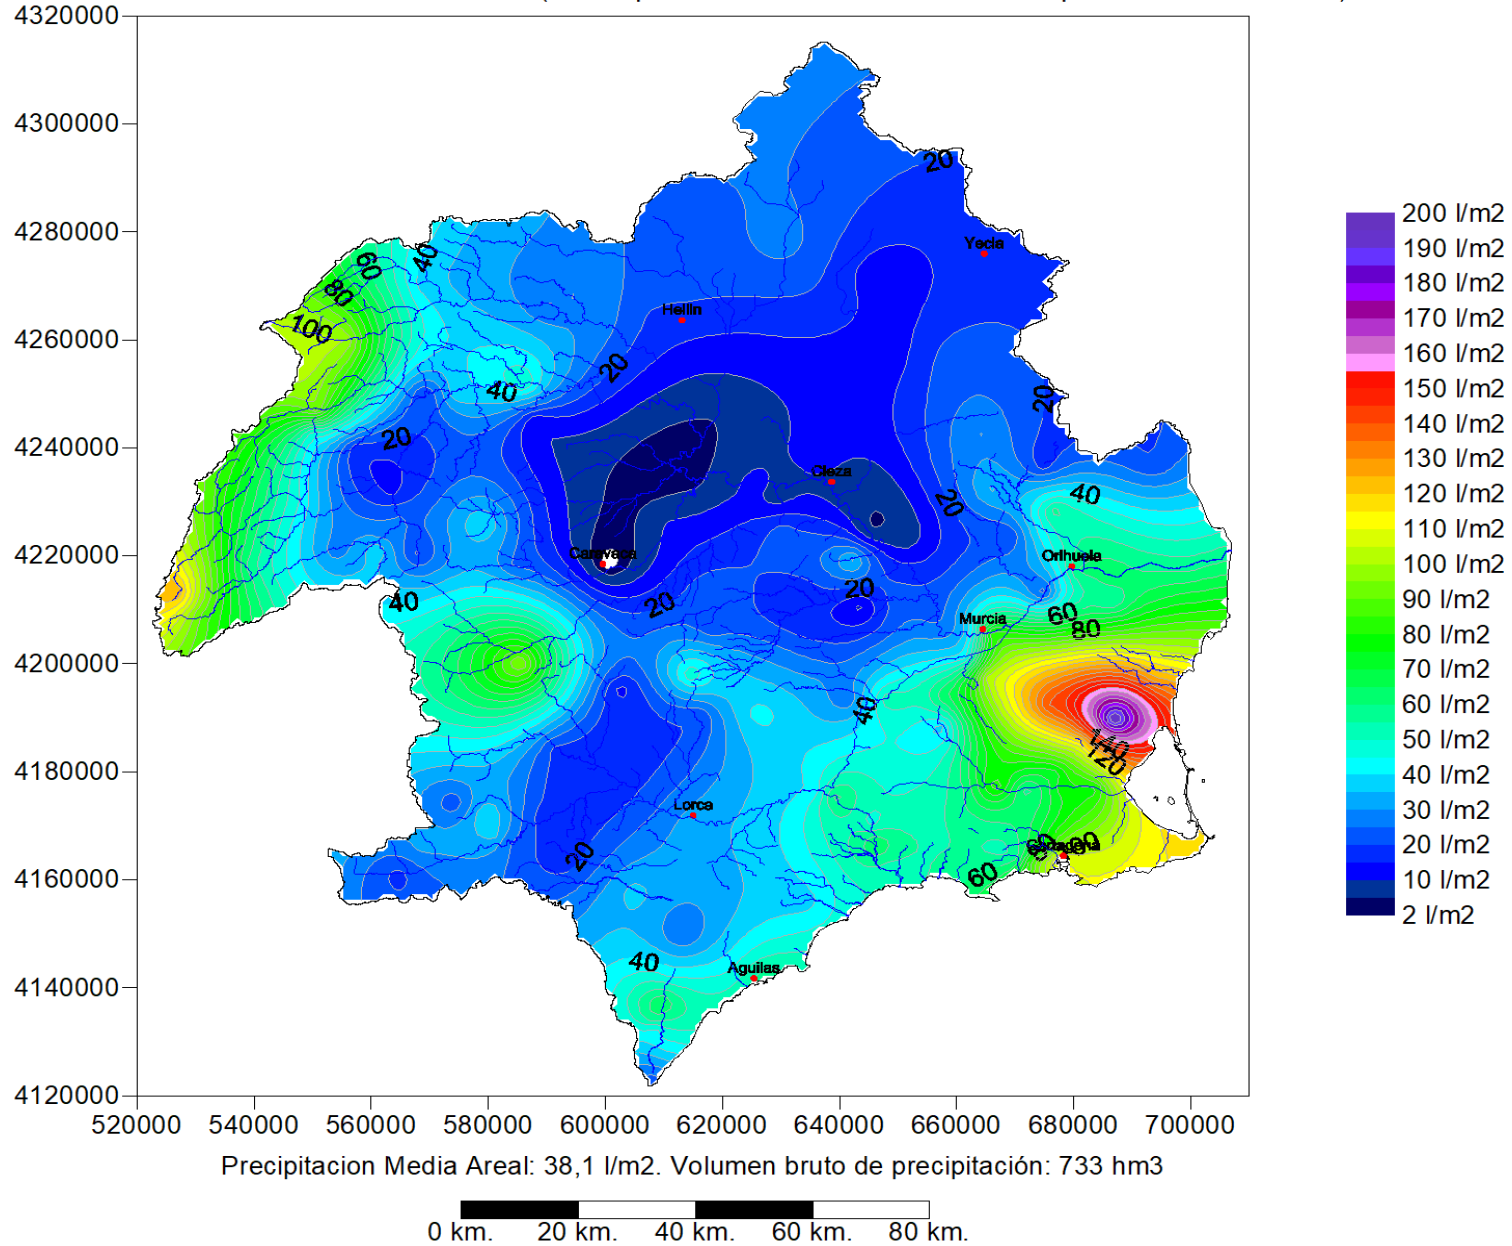 4320000
4300000
4280000
4260000
4240000
4220000
4200000
4180000
4160000
4140000
4120000
520000 540000 560000 580000 600000 620000 640000 660000 680000 700000
20
Yecla
40
60
80
100
Hellin
20
40
20
20
Cieza
20
40
Caravaca
Orihuela
40
20
20
60
80
Murcia
40
140
120
Lorca
20
Cartagena
60
40
Aguilas
200 l/m2
190 l/m2
180 l/m2
170 l/m2
160 l/m2
150 l/m2
140 l/m2
130 l/m2
120 l/m2
110 l/m2
100 l/m2
90 l/m2
80 l/m2
70 l/m2
60 l/m2
50 l/m2
40 l/m2
30 l/m2
20 l/m2
10 l/m2
2 l/m2
Precipitacion Media Areal: 38,1 l/m2. Volumen bruto de precipitación: 733 hm3
0 km. 20 km. 40 km. 60 km. 80 km.